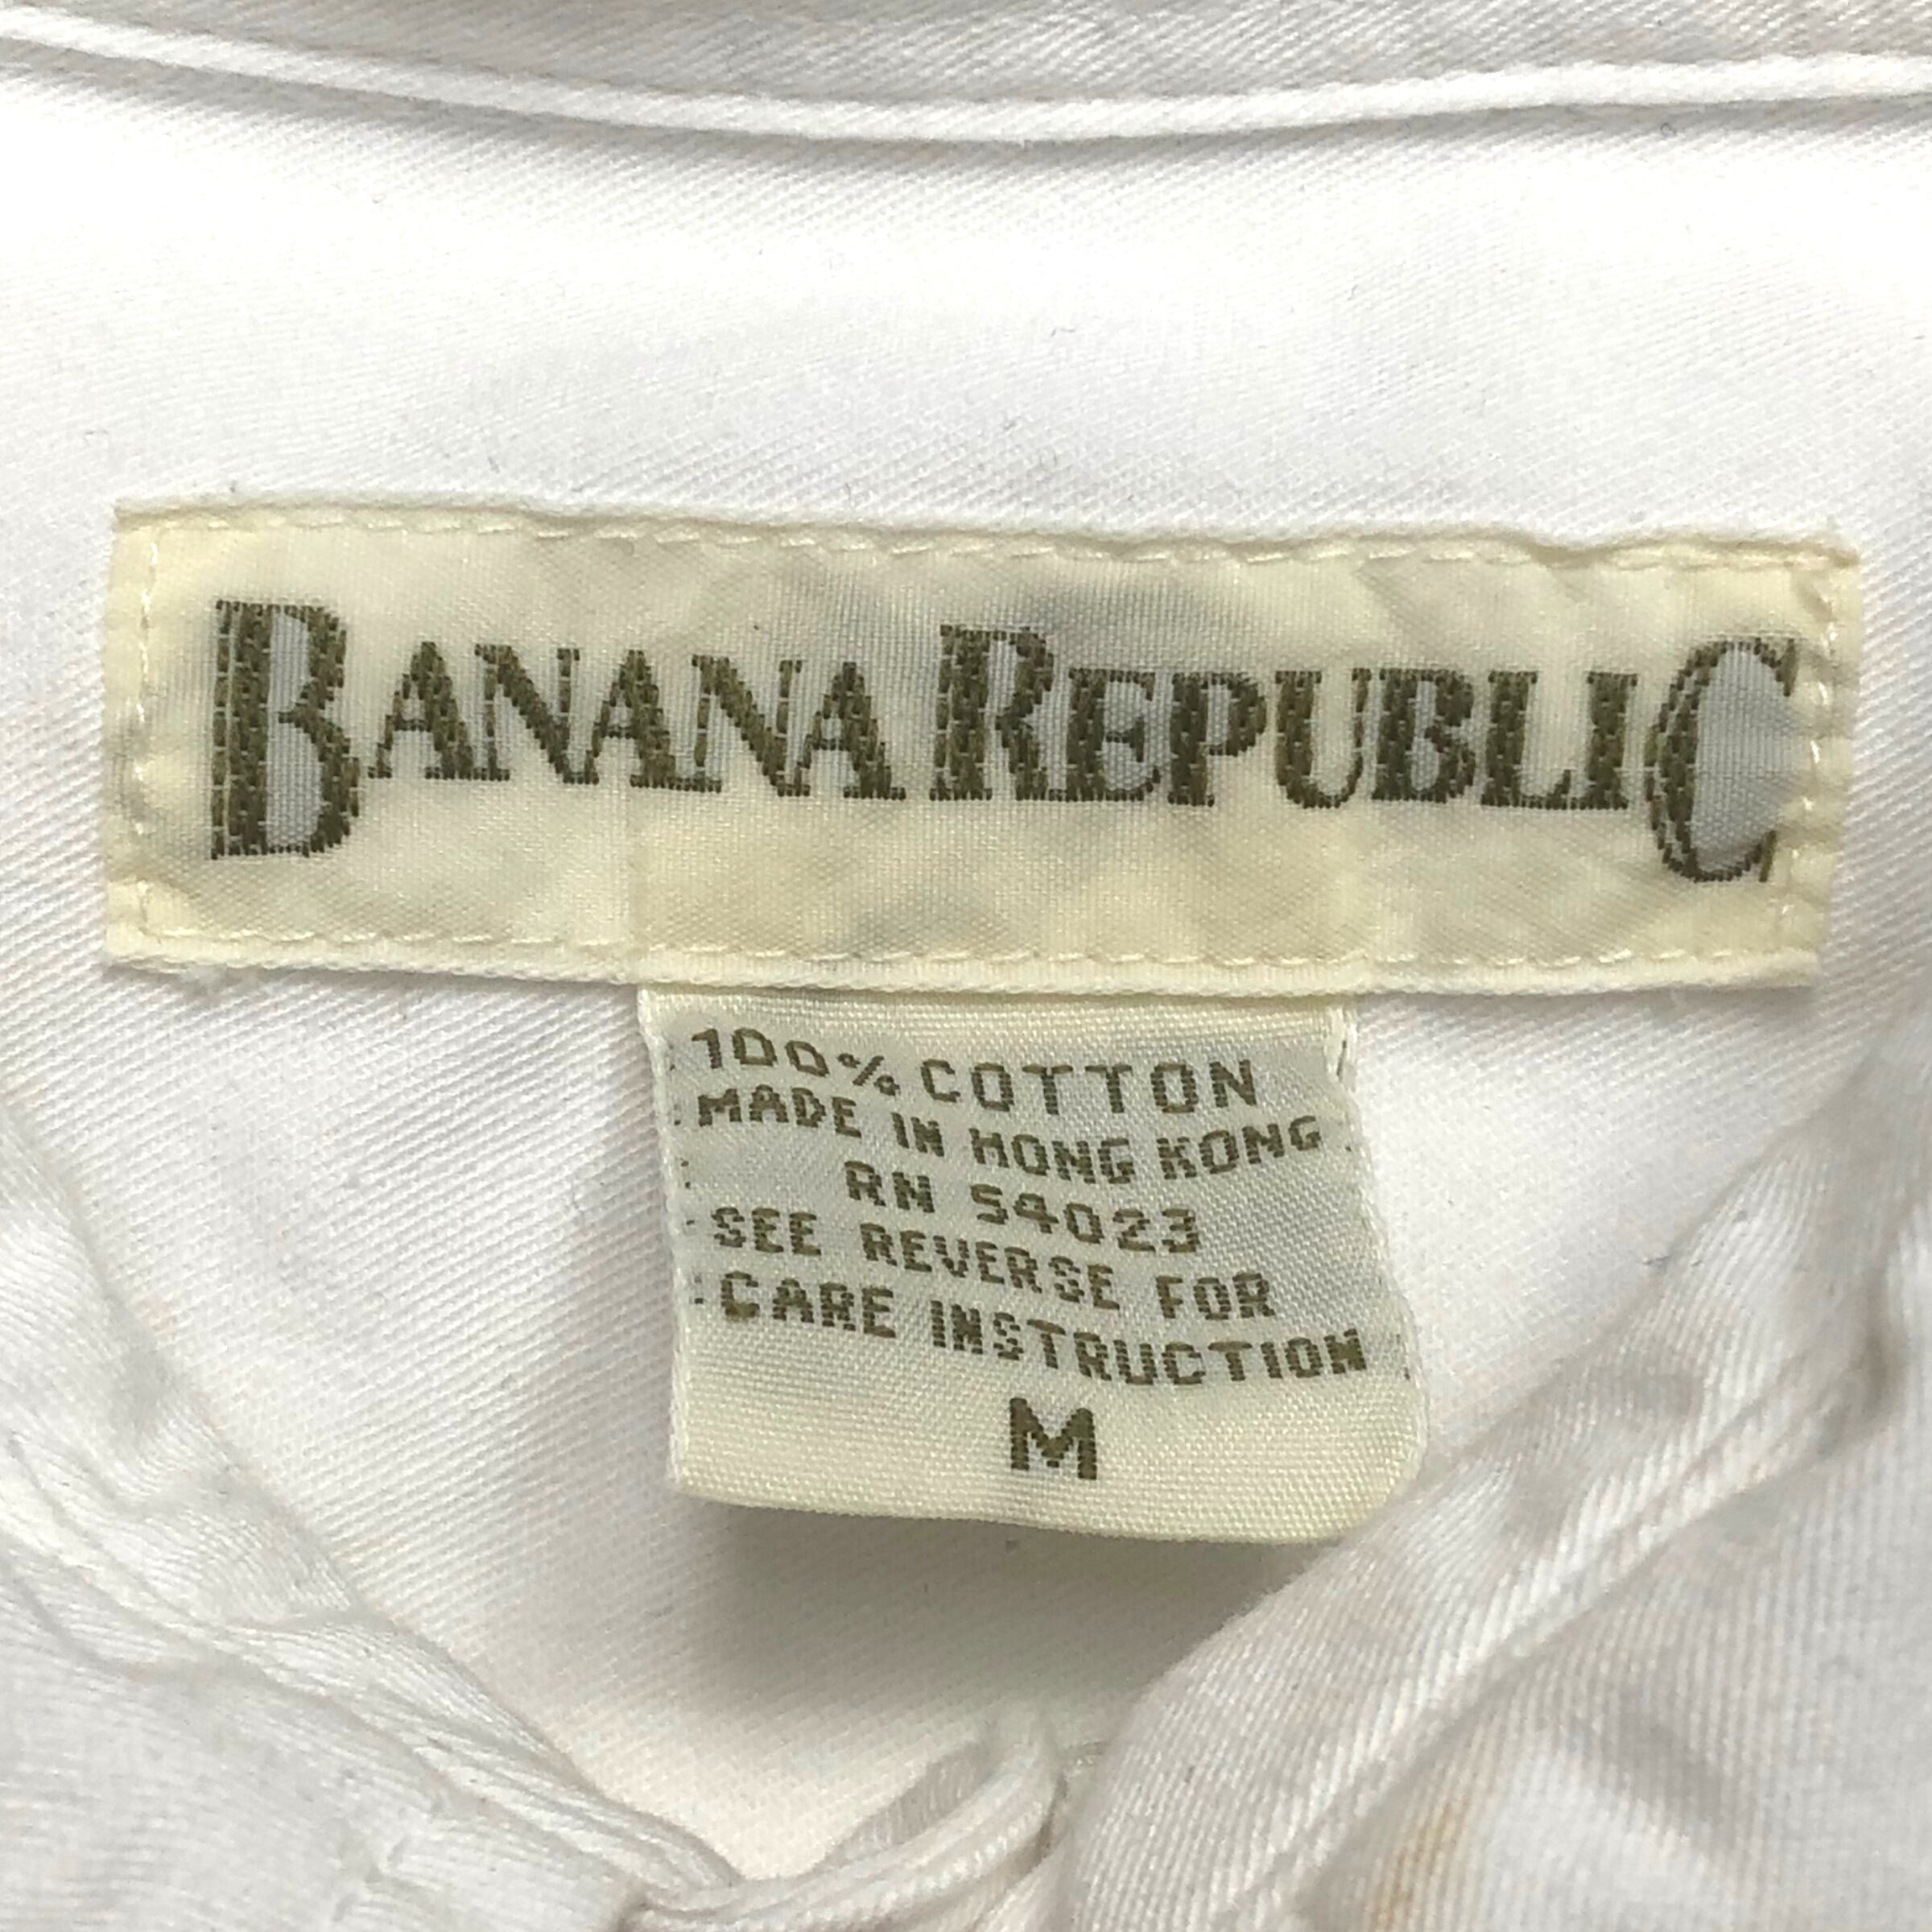 BANANA REPUBLIC
100% COTTON
MADE IN HONG KONG
RN 54023
SEE REVERSE FOR
CARE INSTRUCTION
M